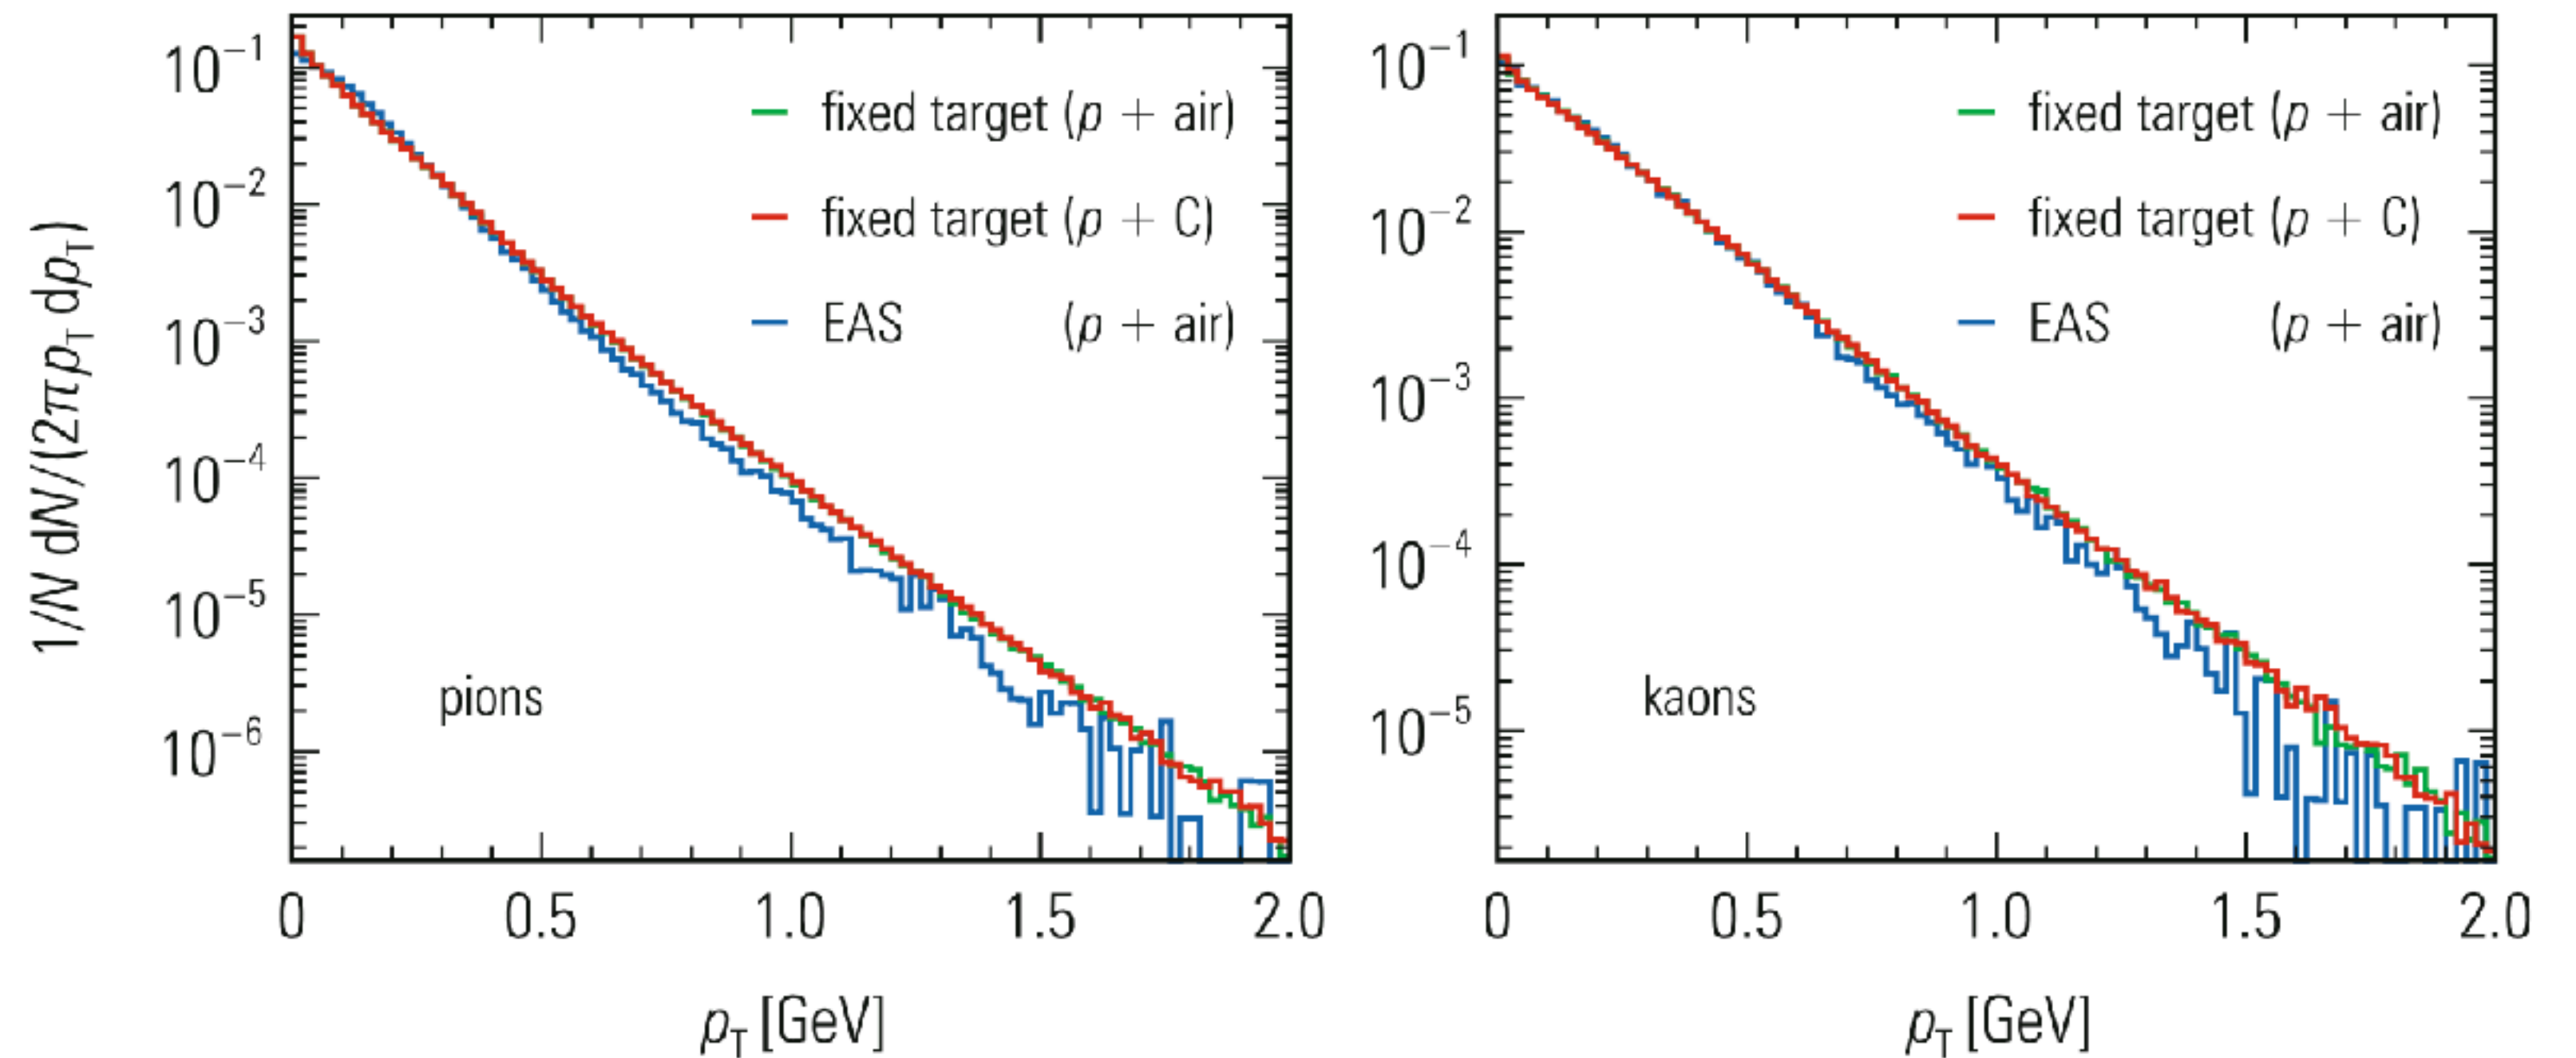 1/N dN/(2πp_T dp_T)
10⁻¹
10⁻²
10⁻³
10⁻⁴
10⁻⁵
10⁻⁶
fixed target (p + air)
fixed target (p + C)
EAS (p + air)
pions
0 0.5 1.0 1.5 2.0
p_T [GeV]
10⁻¹
10⁻²
10⁻³
10⁻⁴
10⁻⁵
fixed target (p + air)
fixed target (p + C)
EAS (p + air)
kaons
0 0.5 1.0 1.5 2.0
p_T [GeV]